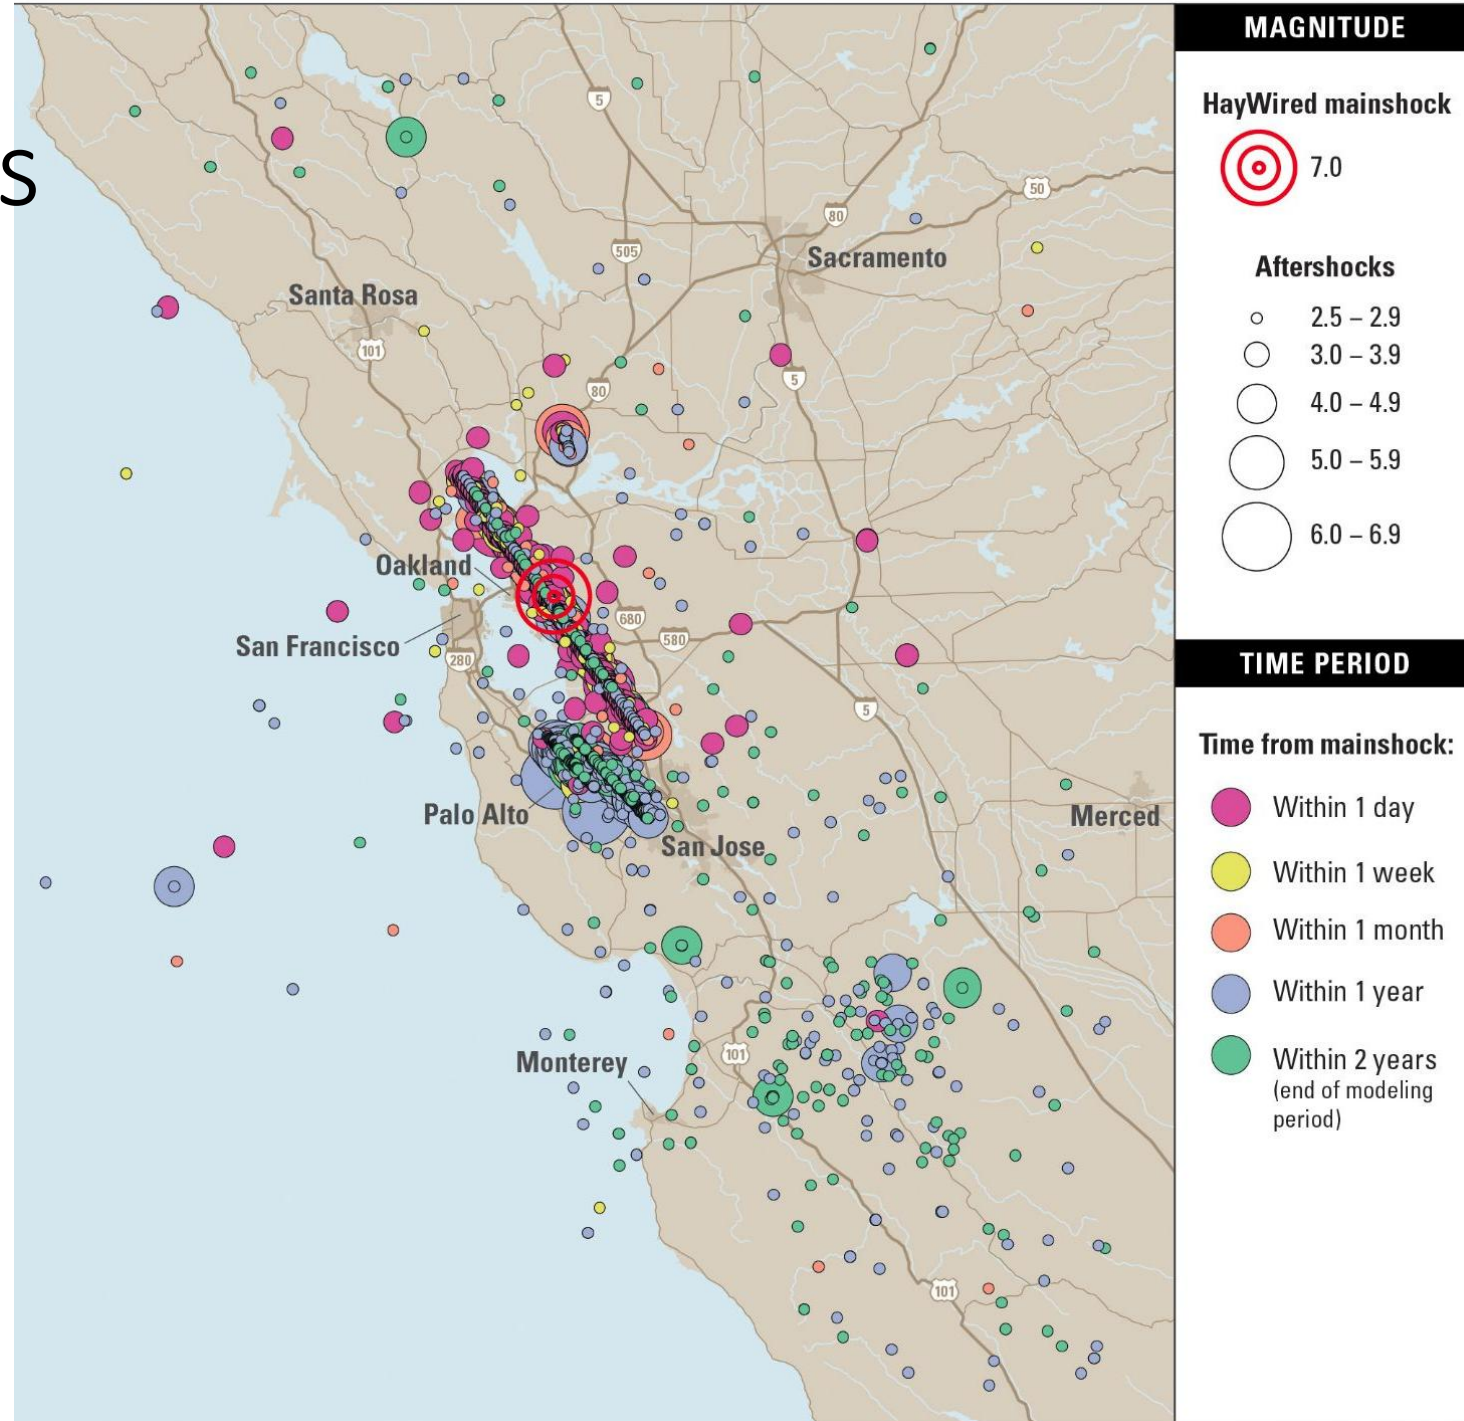 s
5
50
80
505
Sacramento
Santa Rosa
101
5
80
Oakland
680
San Francisco
580
280
5
Palo Alto
Merced
San Jose
101
Monterey
101
MAGNITUDE
HayWired mainshock
7.0
Aftershocks
2.5 – 2.9
3.0 – 3.9
4.0 – 4.9
5.0 – 5.9
6.0 – 6.9
TIME PERIOD
Time from mainshock:
Within 1 day
Within 1 week
Within 1 month
Within 1 year
Within 2 years
(end of modeling
period)